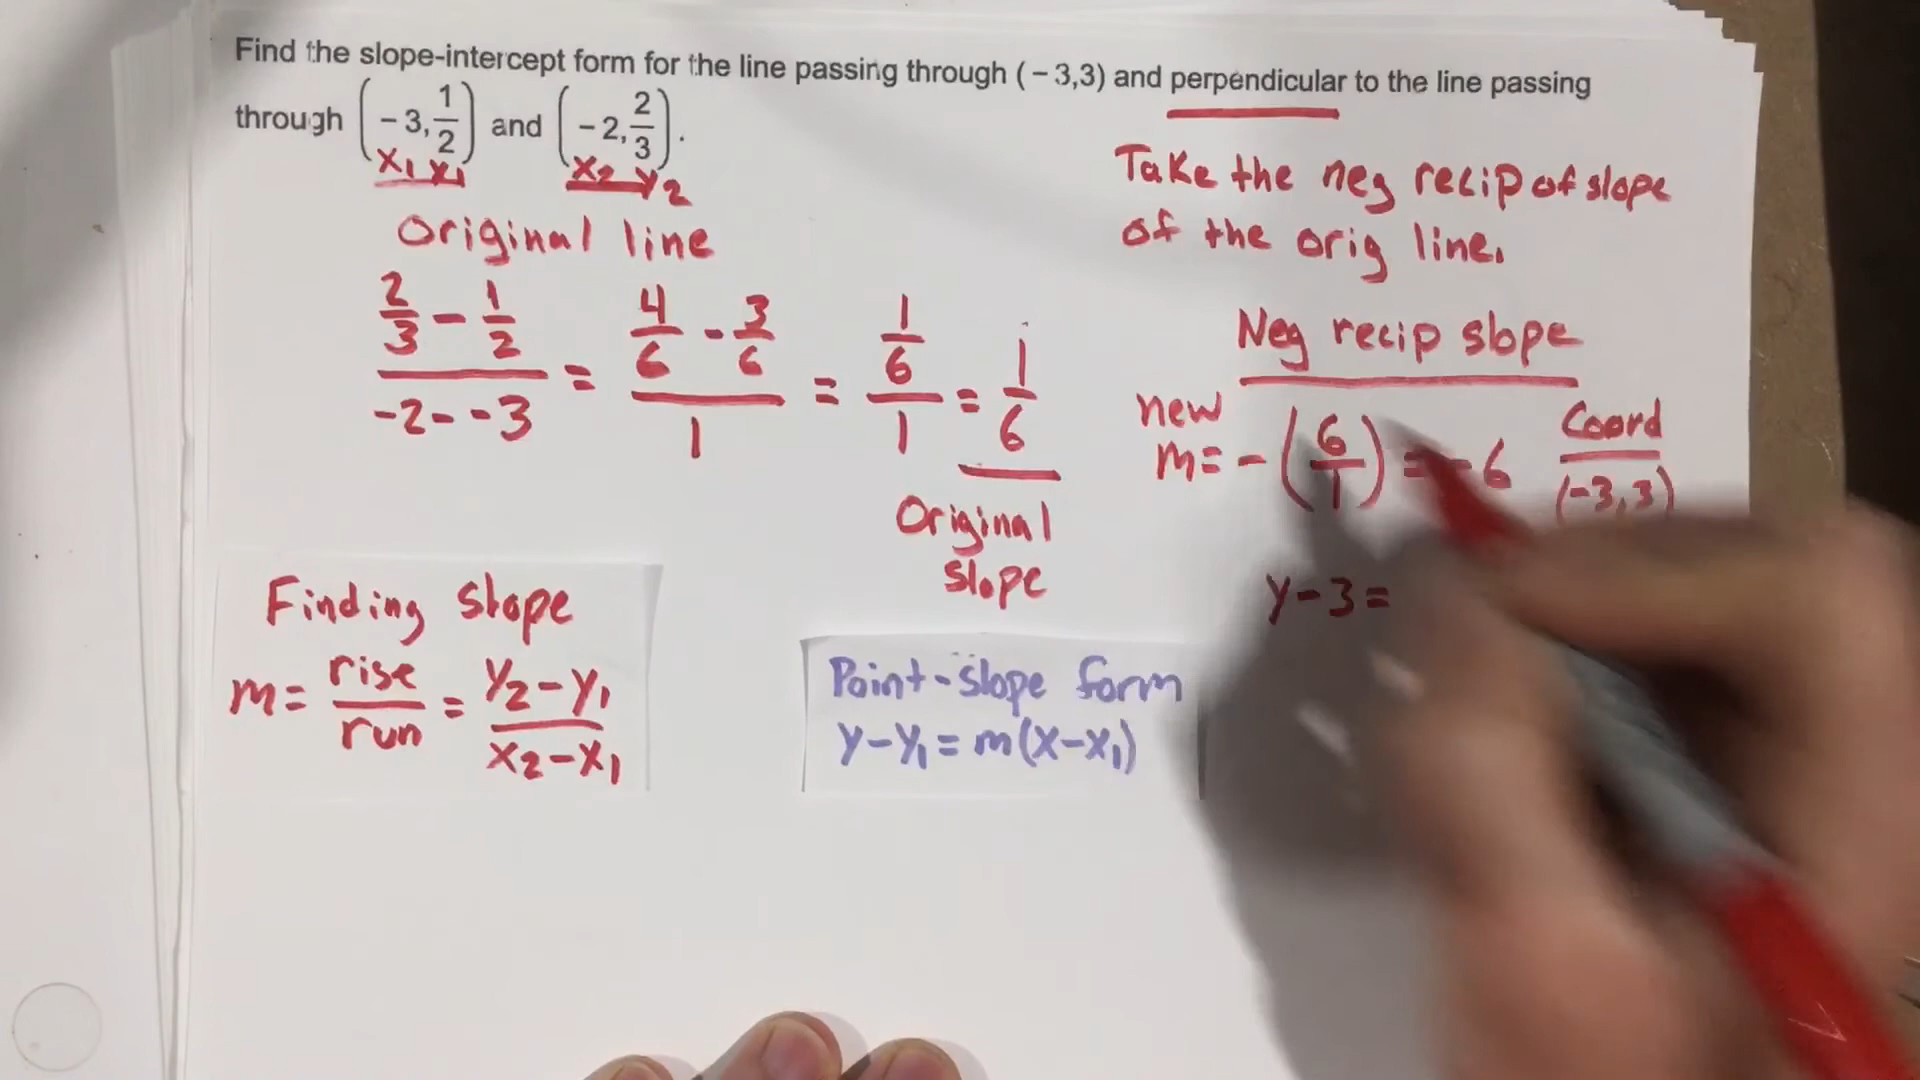 Find the slope-intercept form for the line passing through (−3,3) and perpendicular to the line passing
through (−3, 1/2) and (−2, 2/3).
x1 y1 x2 y2
Take the neg recip of slope
of the orig line.
Original line
(2/3 - 1/2)/(-2--3) = (4/6 - 3/6)/1 = (1/6)/1 = 1/6
Original
slope
Neg recip slope
new
m = -(6/1) = -6
Coord
(-3,3)
y-3=
Finding slope
m = rise/run = (y2-y1)/(x2-x1)
Point-slope form
y-y1 = m(x-x1)